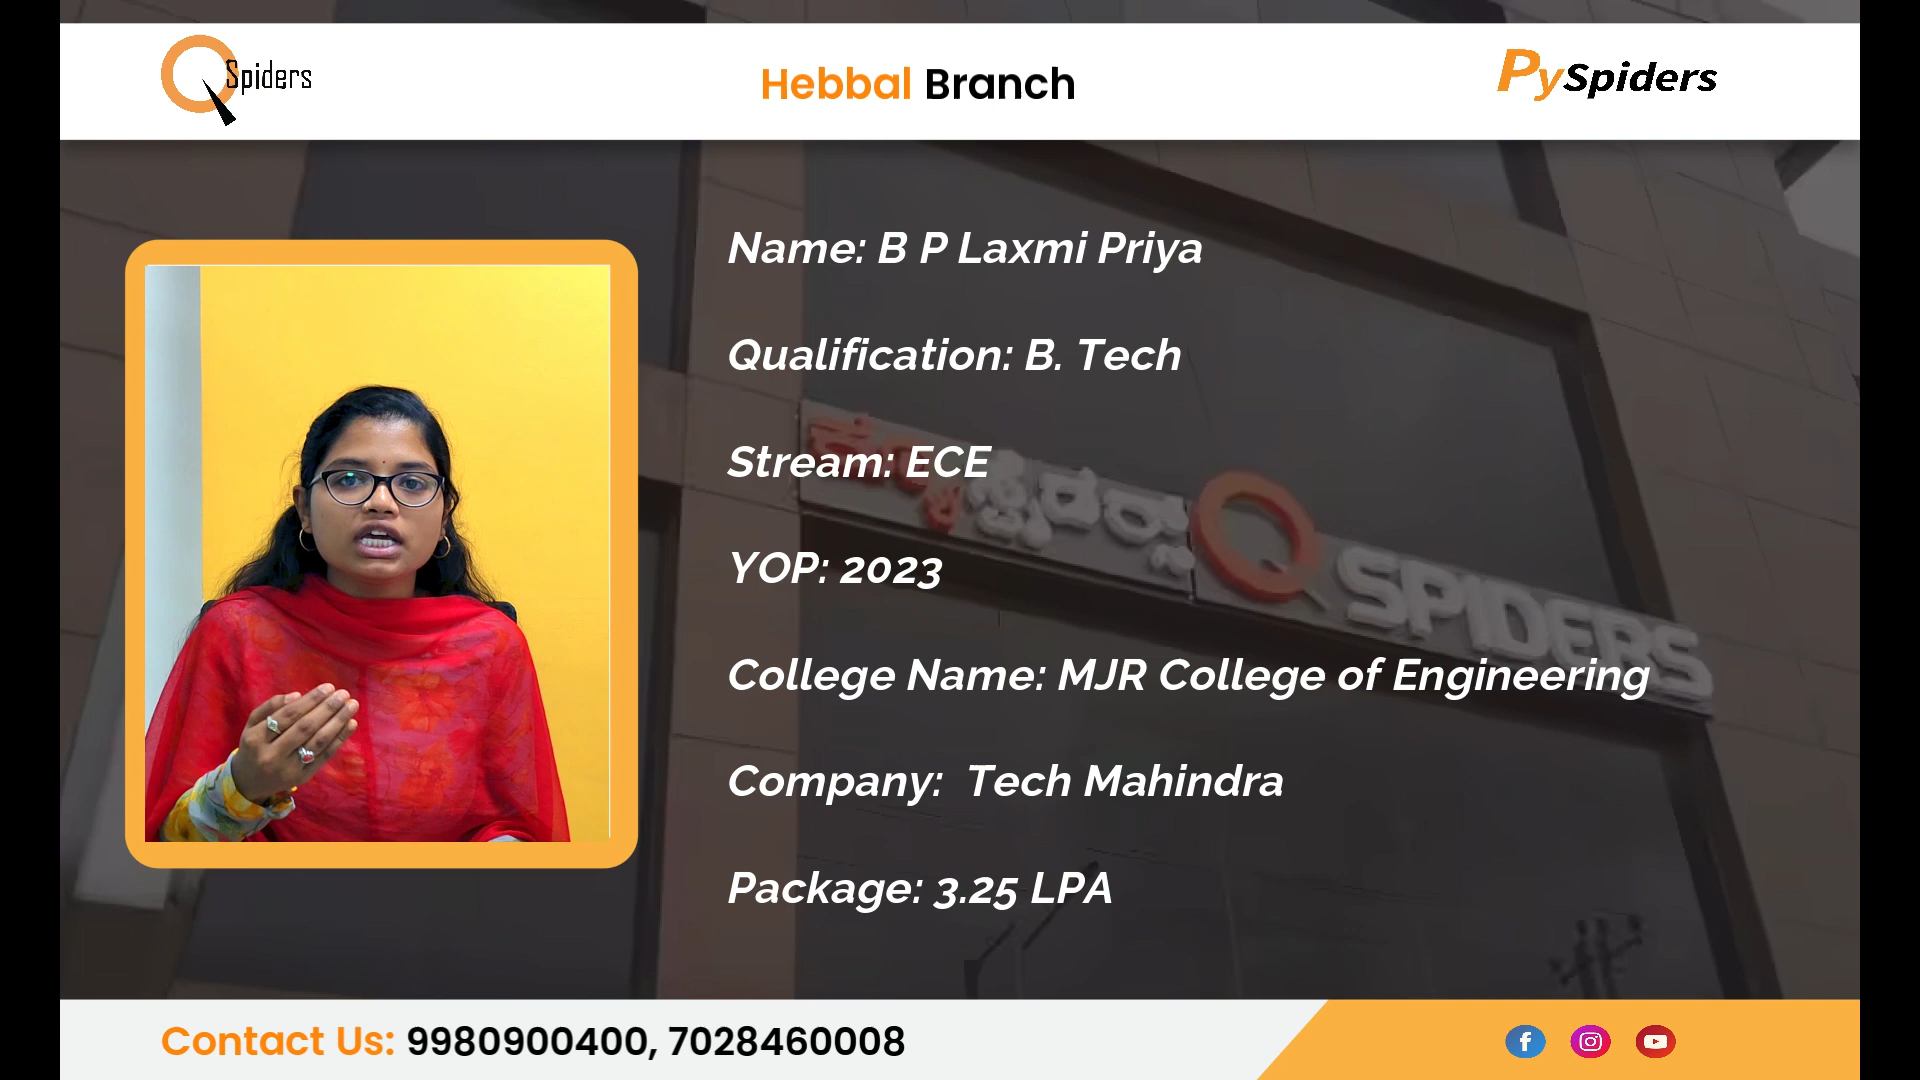 QSpiders
Hebbal Branch
PySpiders
Name: B P Laxmi Priya
Qualification: B. Tech
Stream: ECE
YOP: 2023
College Name: MJR College of Engineering
Company: Tech Mahindra
Package: 3.25 LPA
SPIDERS
Contact Us: 9980900400, 7028460008